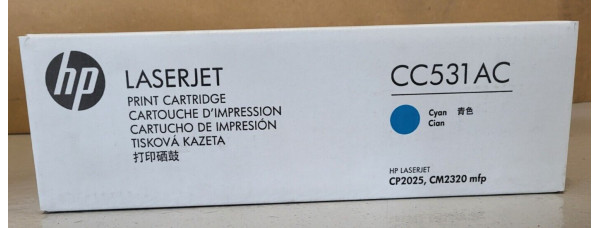 hp
LASERJET
PRINT CARTRIDGE
CARTOUCHE D'IMPRESSION
CARTUCHO DE IMPRESIÓN
TISKOVÁ KAZETA
打印硒鼓
CC531AC
Cyan 青色
Cian
HP LASERJET
CP2025, CM2320 mfp